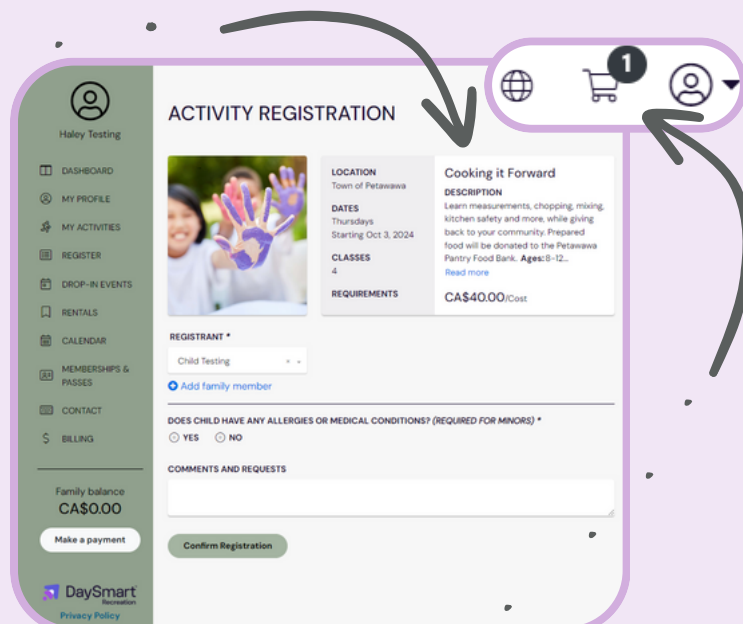 1
Haley Testing
DASHBOARD
MY PROFILE
MY ACTIVITIES
REGISTER
DROP-IN EVENTS
RENTALS
CALENDAR
MEMBERSHIPS &
PASSES
CONTACT
BILLING
Family balance
CA$0.00
Make a payment
DaySmart
Recreation
Privacy Policy
ACTIVITY REGISTRATION
LOCATION
Town of Petawawa
DATES
Thursdays
Starting Oct 3, 2024
CLASSES
4
REQUIREMENTS
Cooking it Forward
DESCRIPTION
Learn measurements, chopping, mixing,
kitchen safety and more, while giving
back to your community. Prepared
food will be donated to the Petawawa
Pantry Food Bank. Ages: 8-12...
Read more
CA$40.00/Cost
REGISTRANT *
Child Testing
Add family member
DOES CHILD HAVE ANY ALLERGIES OR MEDICAL CONDITIONS? (REQUIRED FOR MINORS) *
YES NO
COMMENTS AND REQUESTS
Confirm Registration